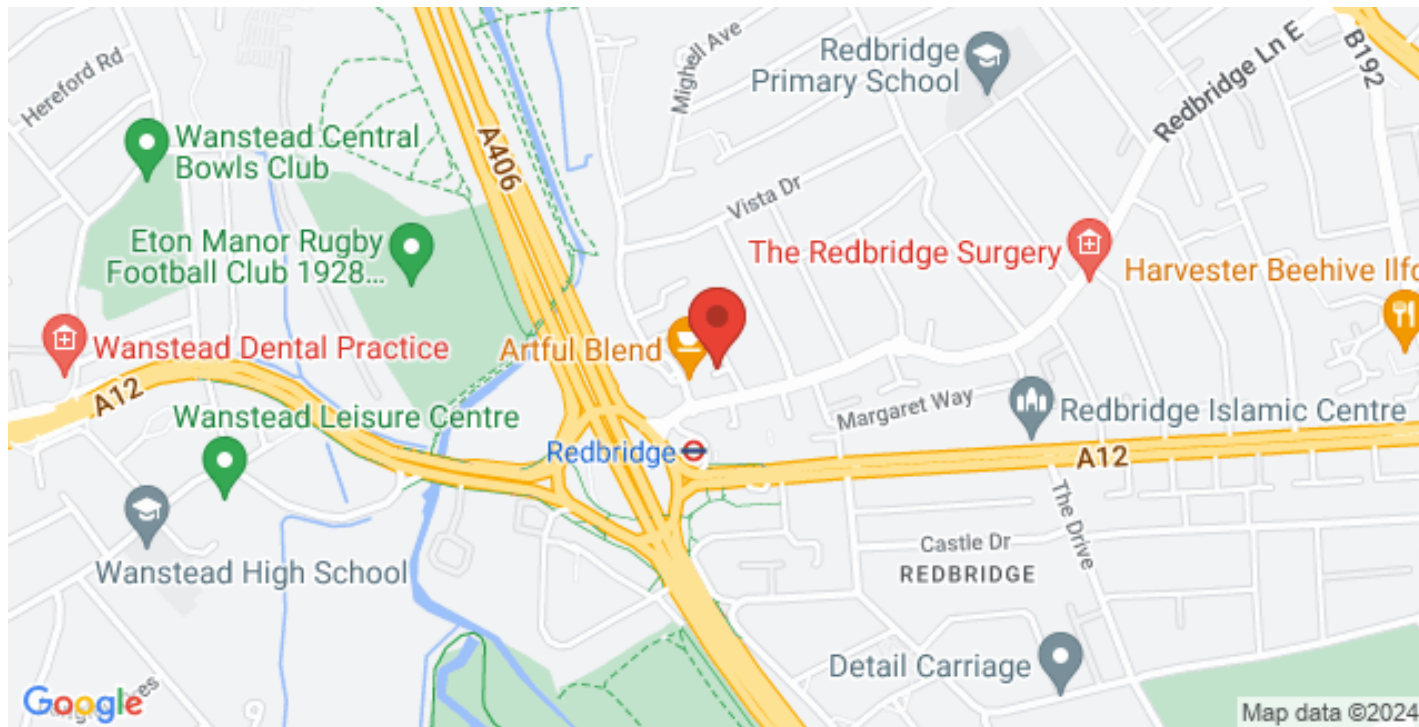 Hereford Rd
Mighell Ave
Redbridge
Primary School
Redbridge Ln E
B192
Wanstead Central
Bowls Club
A406
Vista Dr
Eton Manor Rugby
Football Club 1928...
The Redbridge Surgery
Harvester Beehive Ilfo
Wanstead Dental Practice
Artful Blend
A12
Margaret Way
Redbridge Islamic Centre
Wanstead Leisure Centre
Redbridge
A12
The Drive
Castle Dr
REDBRIDGE
Wanstead High School
Detail Carriage
Google
Map data ©2024